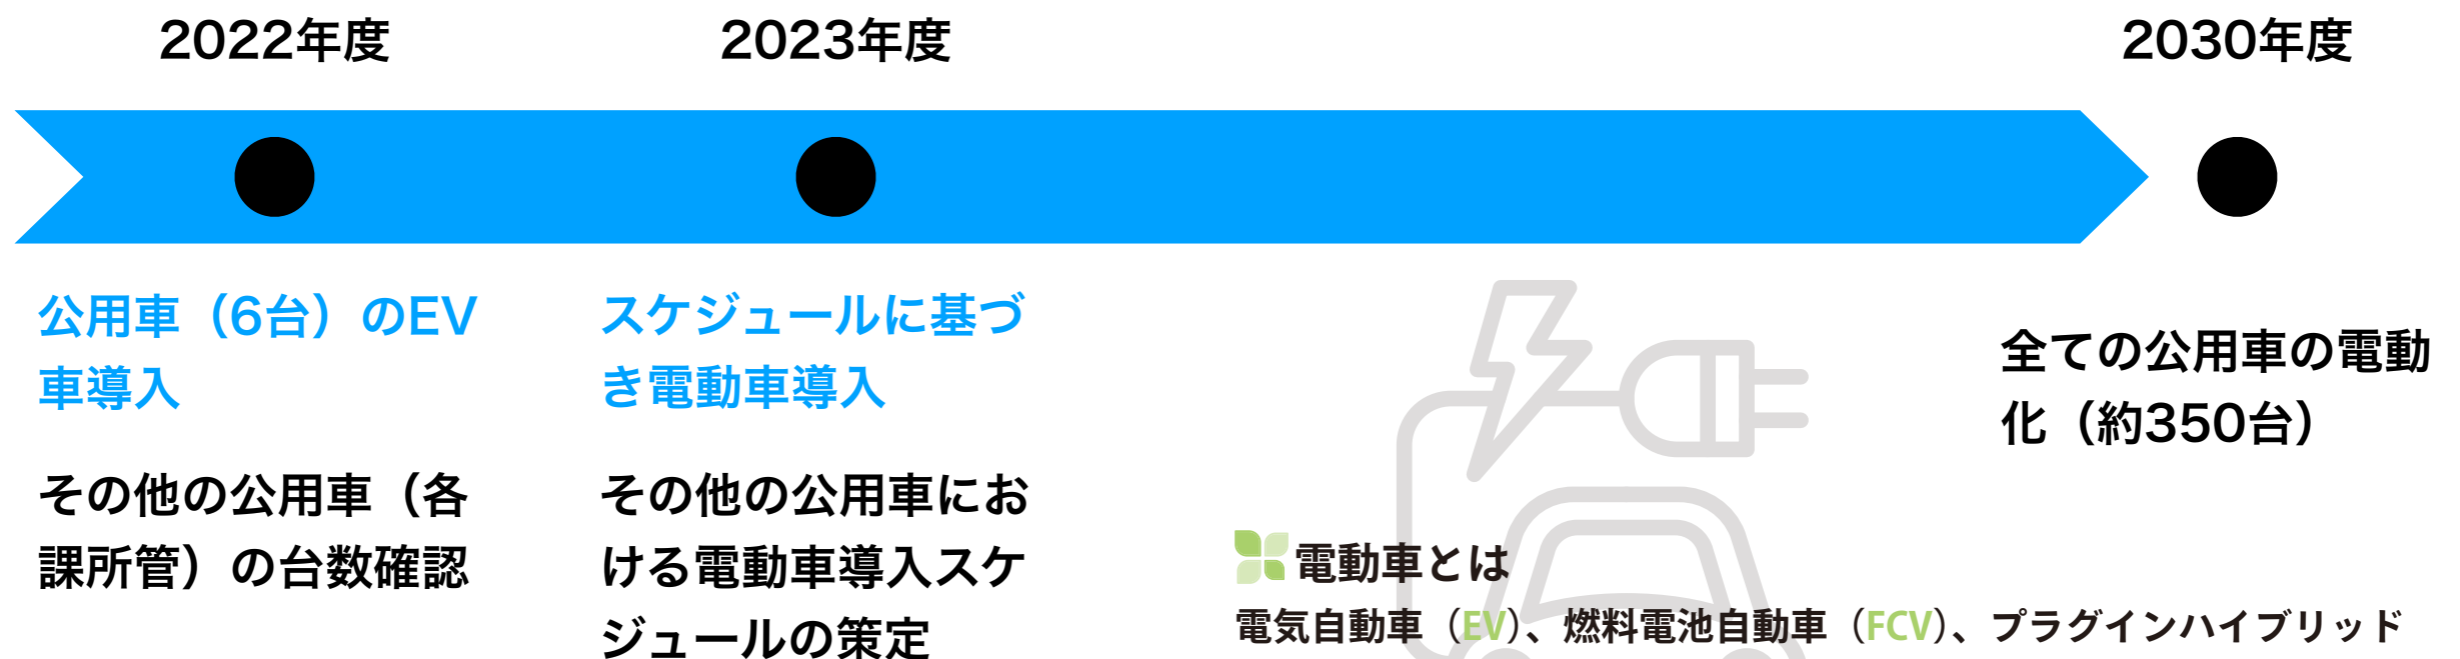 2022年度
2023年度
2030年度
公用車（6台）のEV
車導入
その他の公用車（各
課所管）の台数確認
スケジュールに基づ
き電動車導入
その他の公用車にお
ける電動車導入スケ
ジュールの策定
全ての公用車の電動
化（約350台）
電動車とは
電気自動車（EV）、燃料電池自動車（FCV）、プラグインハイブリッド